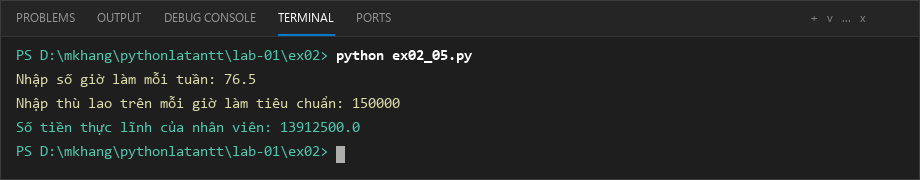 PROBLEMS OUTPUT DEBUG CONSOLE TERMINAL PORTS + v ... x
PS D:\mkhang\pythonlatantt\lab-01\ex02> python ex02_05.py
Nhập số giờ làm mỗi tuần: 76.5
Nhập thù lao trên mỗi giờ làm tiêu chuẩn: 150000
Số tiền thực lĩnh của nhân viên: 13912500.0
PS D:\mkhang\pythonlatantt\lab-01\ex02>